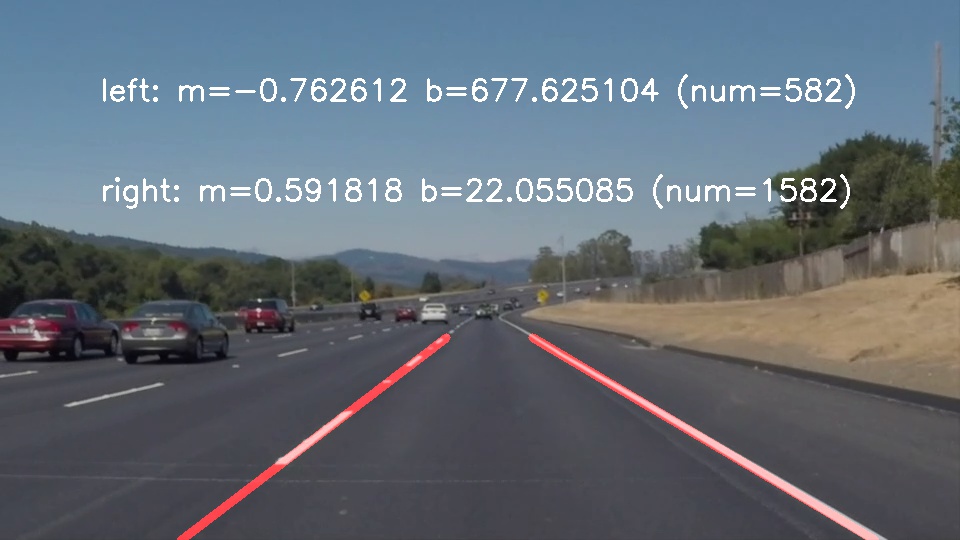 left: m=−0.762612 b=677.625104 (num=582)
right: m=0.591818 b=22.055085 (num=1582)